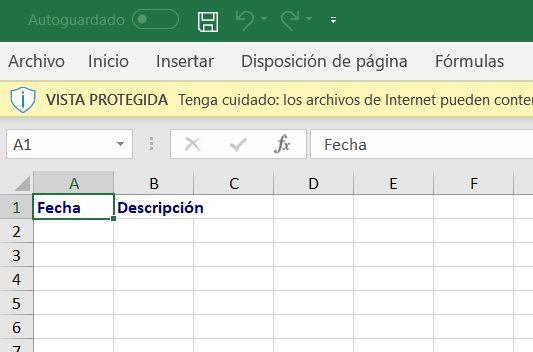 Autoguardado
Archivo Inicio Insertar Disposición de página Fórmulas
VISTA PROTEGIDA Tenga cuidado: los archivos de Internet pueden
A1 fx Fecha
A B C D E F
1 Fecha Descripción
2
3
4
5
6
7